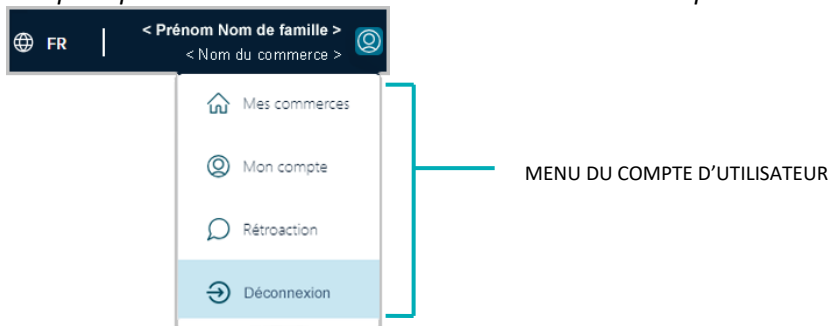 FR
< Prénom Nom de famille >
< Nom du commerce >
Mes commerces
Mon compte
Rétroaction
Déconnexion
MENU DU COMPTE D’UTILISATEUR